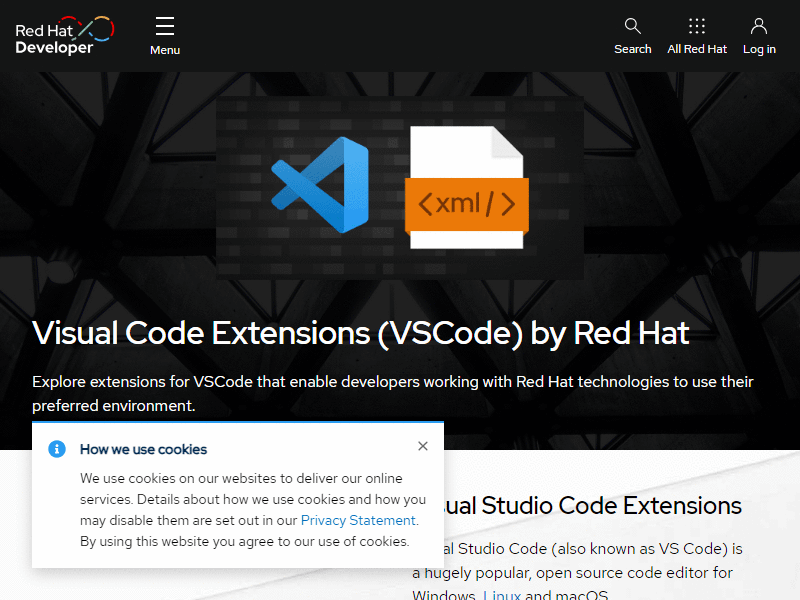 Red Hat
Developer
Menu
Search
All Red Hat
Log in
<xml/>
Visual Code Extensions (VSCode) by Red Hat
Explore extensions for VSCode that enable developers working with Red Hat technologies to use their
preferred environment.
How we use cookies
We use cookies on our websites to deliver our online
services. Details about how we use cookies and how you
may disable them are set out in our Privacy Statement.
By using this website you agree to our use of cookies.
Studio Code Extensions
Studio Code (also known as VS Code) is
a hugely popular, open source code editor for
Windows, Linux and macOS.